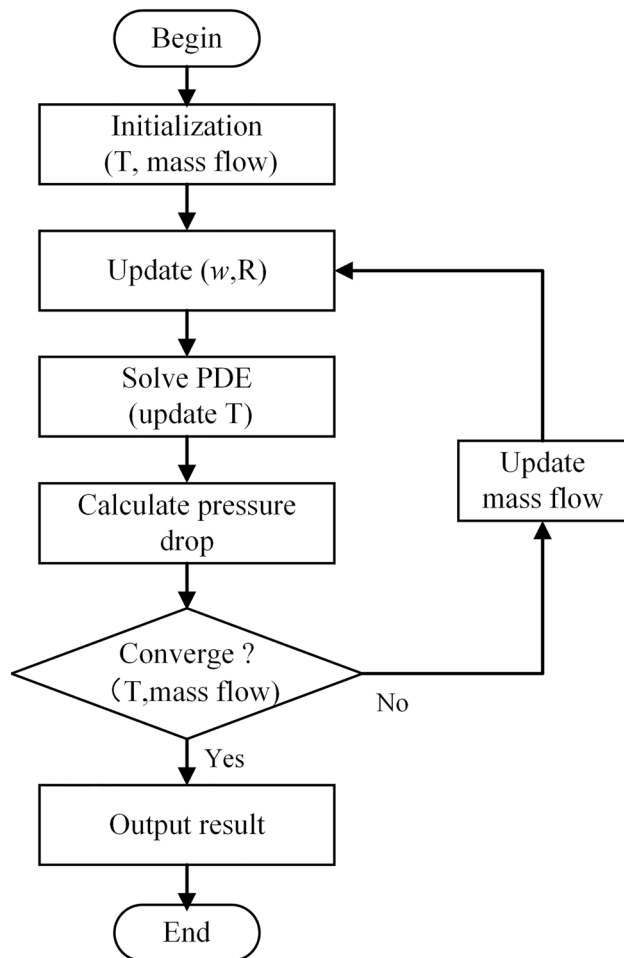 Begin
Initialization
(T, mass flow)
Update (w,R)
Solve PDE
(update T)
Update
mass flow
Calculate pressure
drop
Converge ?
（T,mass flow)
No
Yes
Output result
End